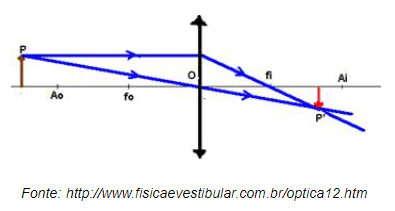 P
O
fi
Ai
Ao
fo
P'
Fonte: http://www.fisicaevestibular.com.br/optica12.htm